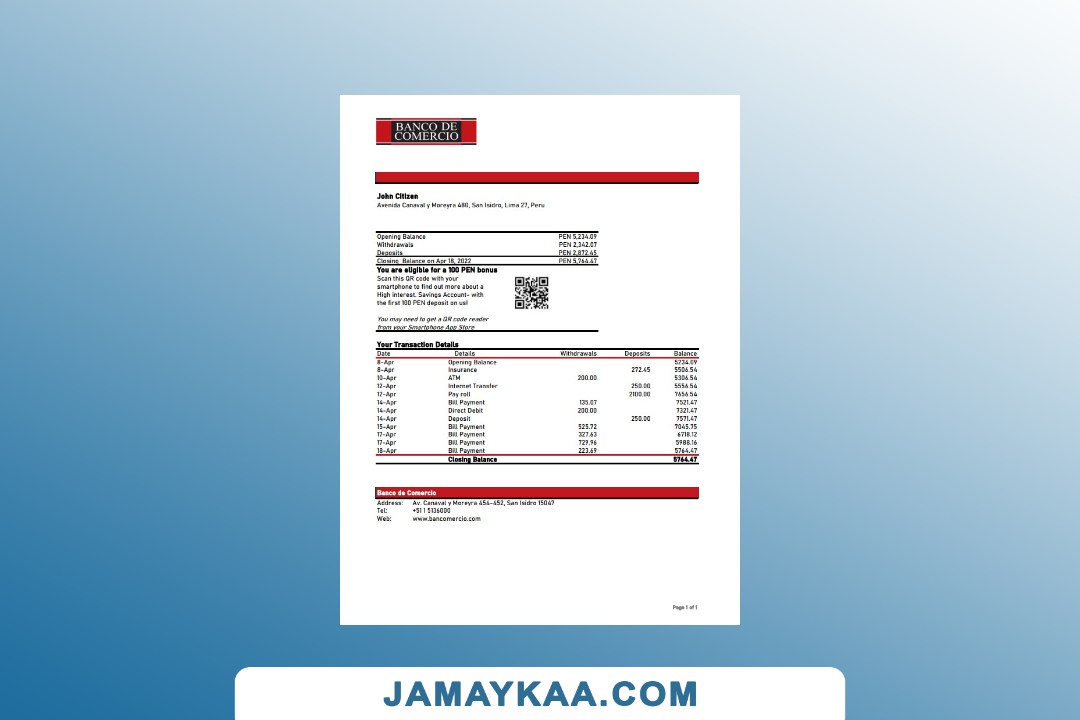 BANCO DE
COMERCIO
John Citizen
Avenida Canaval y Moreyra 480, San Isidro, Lima 27, Peru
Opening Balance PEN 5,234.09
Withdrawals PEN 2,342.07
Deposits PEN 2,872.45
Closing Balance on Apr 18, 2022 PEN 5,764.47
You are eligible for a 100 PEN bonus
Scan this QR code with your
smartphone to find out more about a
High interest. Savings Account- with
the first 100 PEN deposit on us!
You may need to get a QR code reader
from your Smartphone App Store
Your Transaction Details
Date Details Withdrawals Deposits Balance
8-Apr Opening Balance 5234.09
8-Apr Insurance 272.45 5506.54
10-Apr ATM 200.00 5306.54
12-Apr Internet Transfer 250.00 5556.54
12-Apr Pay roll 2100.00 7656.54
14-Apr Bill Payment 135.07 7521.47
14-Apr Direct Debit 200.00 7321.47
14-Apr Deposit 250.00 7571.47
15-Apr Bill Payment 525.72 7045.75
17-Apr Bill Payment 327.63 6718.12
17-Apr Bill Payment 729.96 5988.16
18-Apr Bill Payment 223.69 5764.47
Closing Balance 5764.47
Banco de Comercio
Address: Av. Canaval y Moreyra 454-452, San Isidro 15047
Tel: +51 1 5136000
Web: www.bancomercio.com
Page 1 of 1
JAMAYKAA.COM